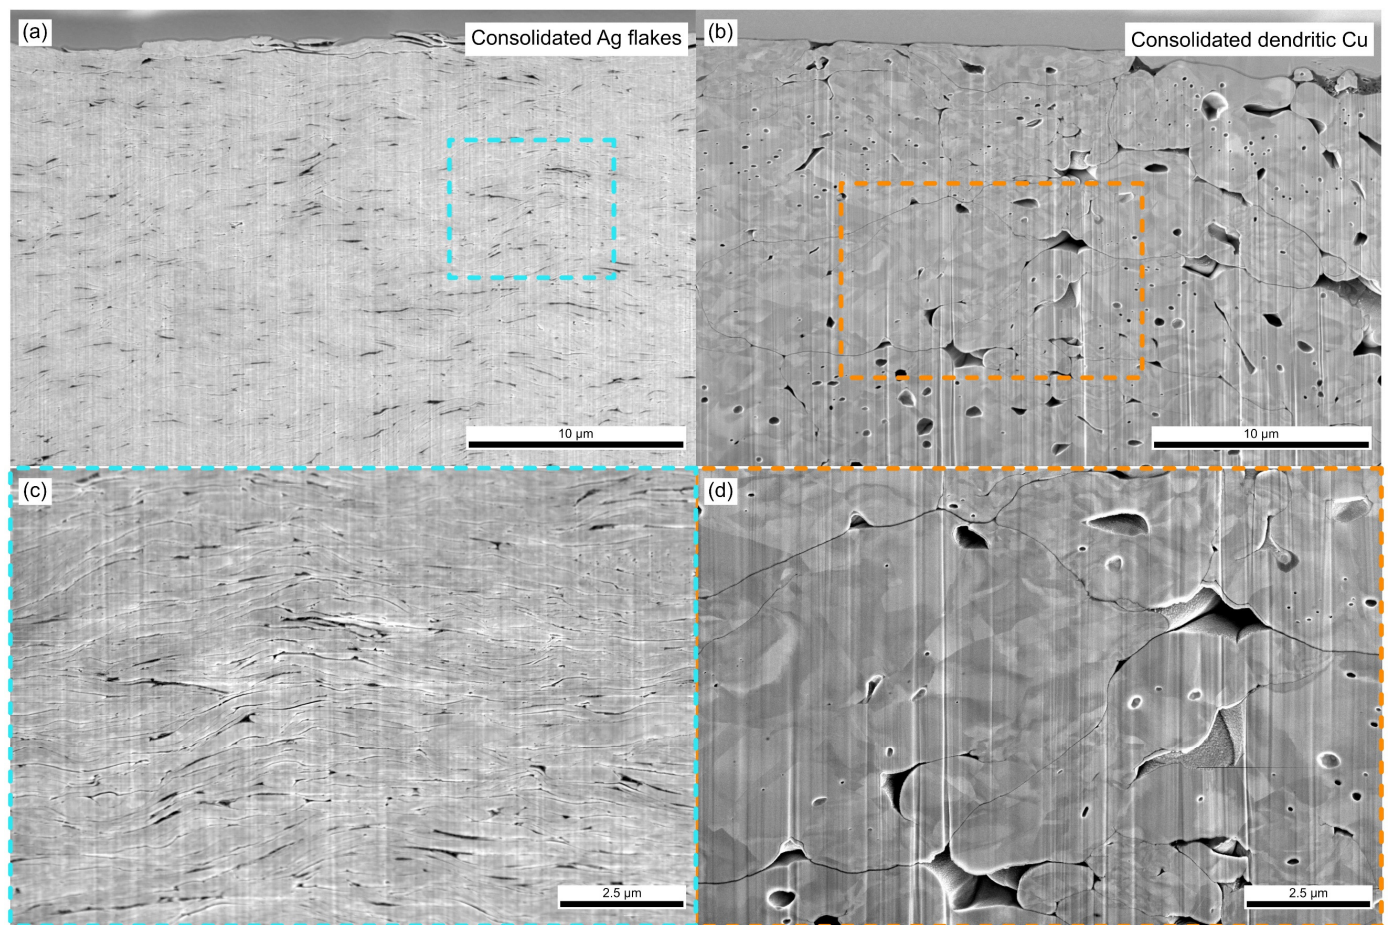 (a)
Consolidated Ag flakes
10 µm
(b)
Consolidated dendritic Cu
10 µm
(c)
2.5 µm
(d)
2.5 µm